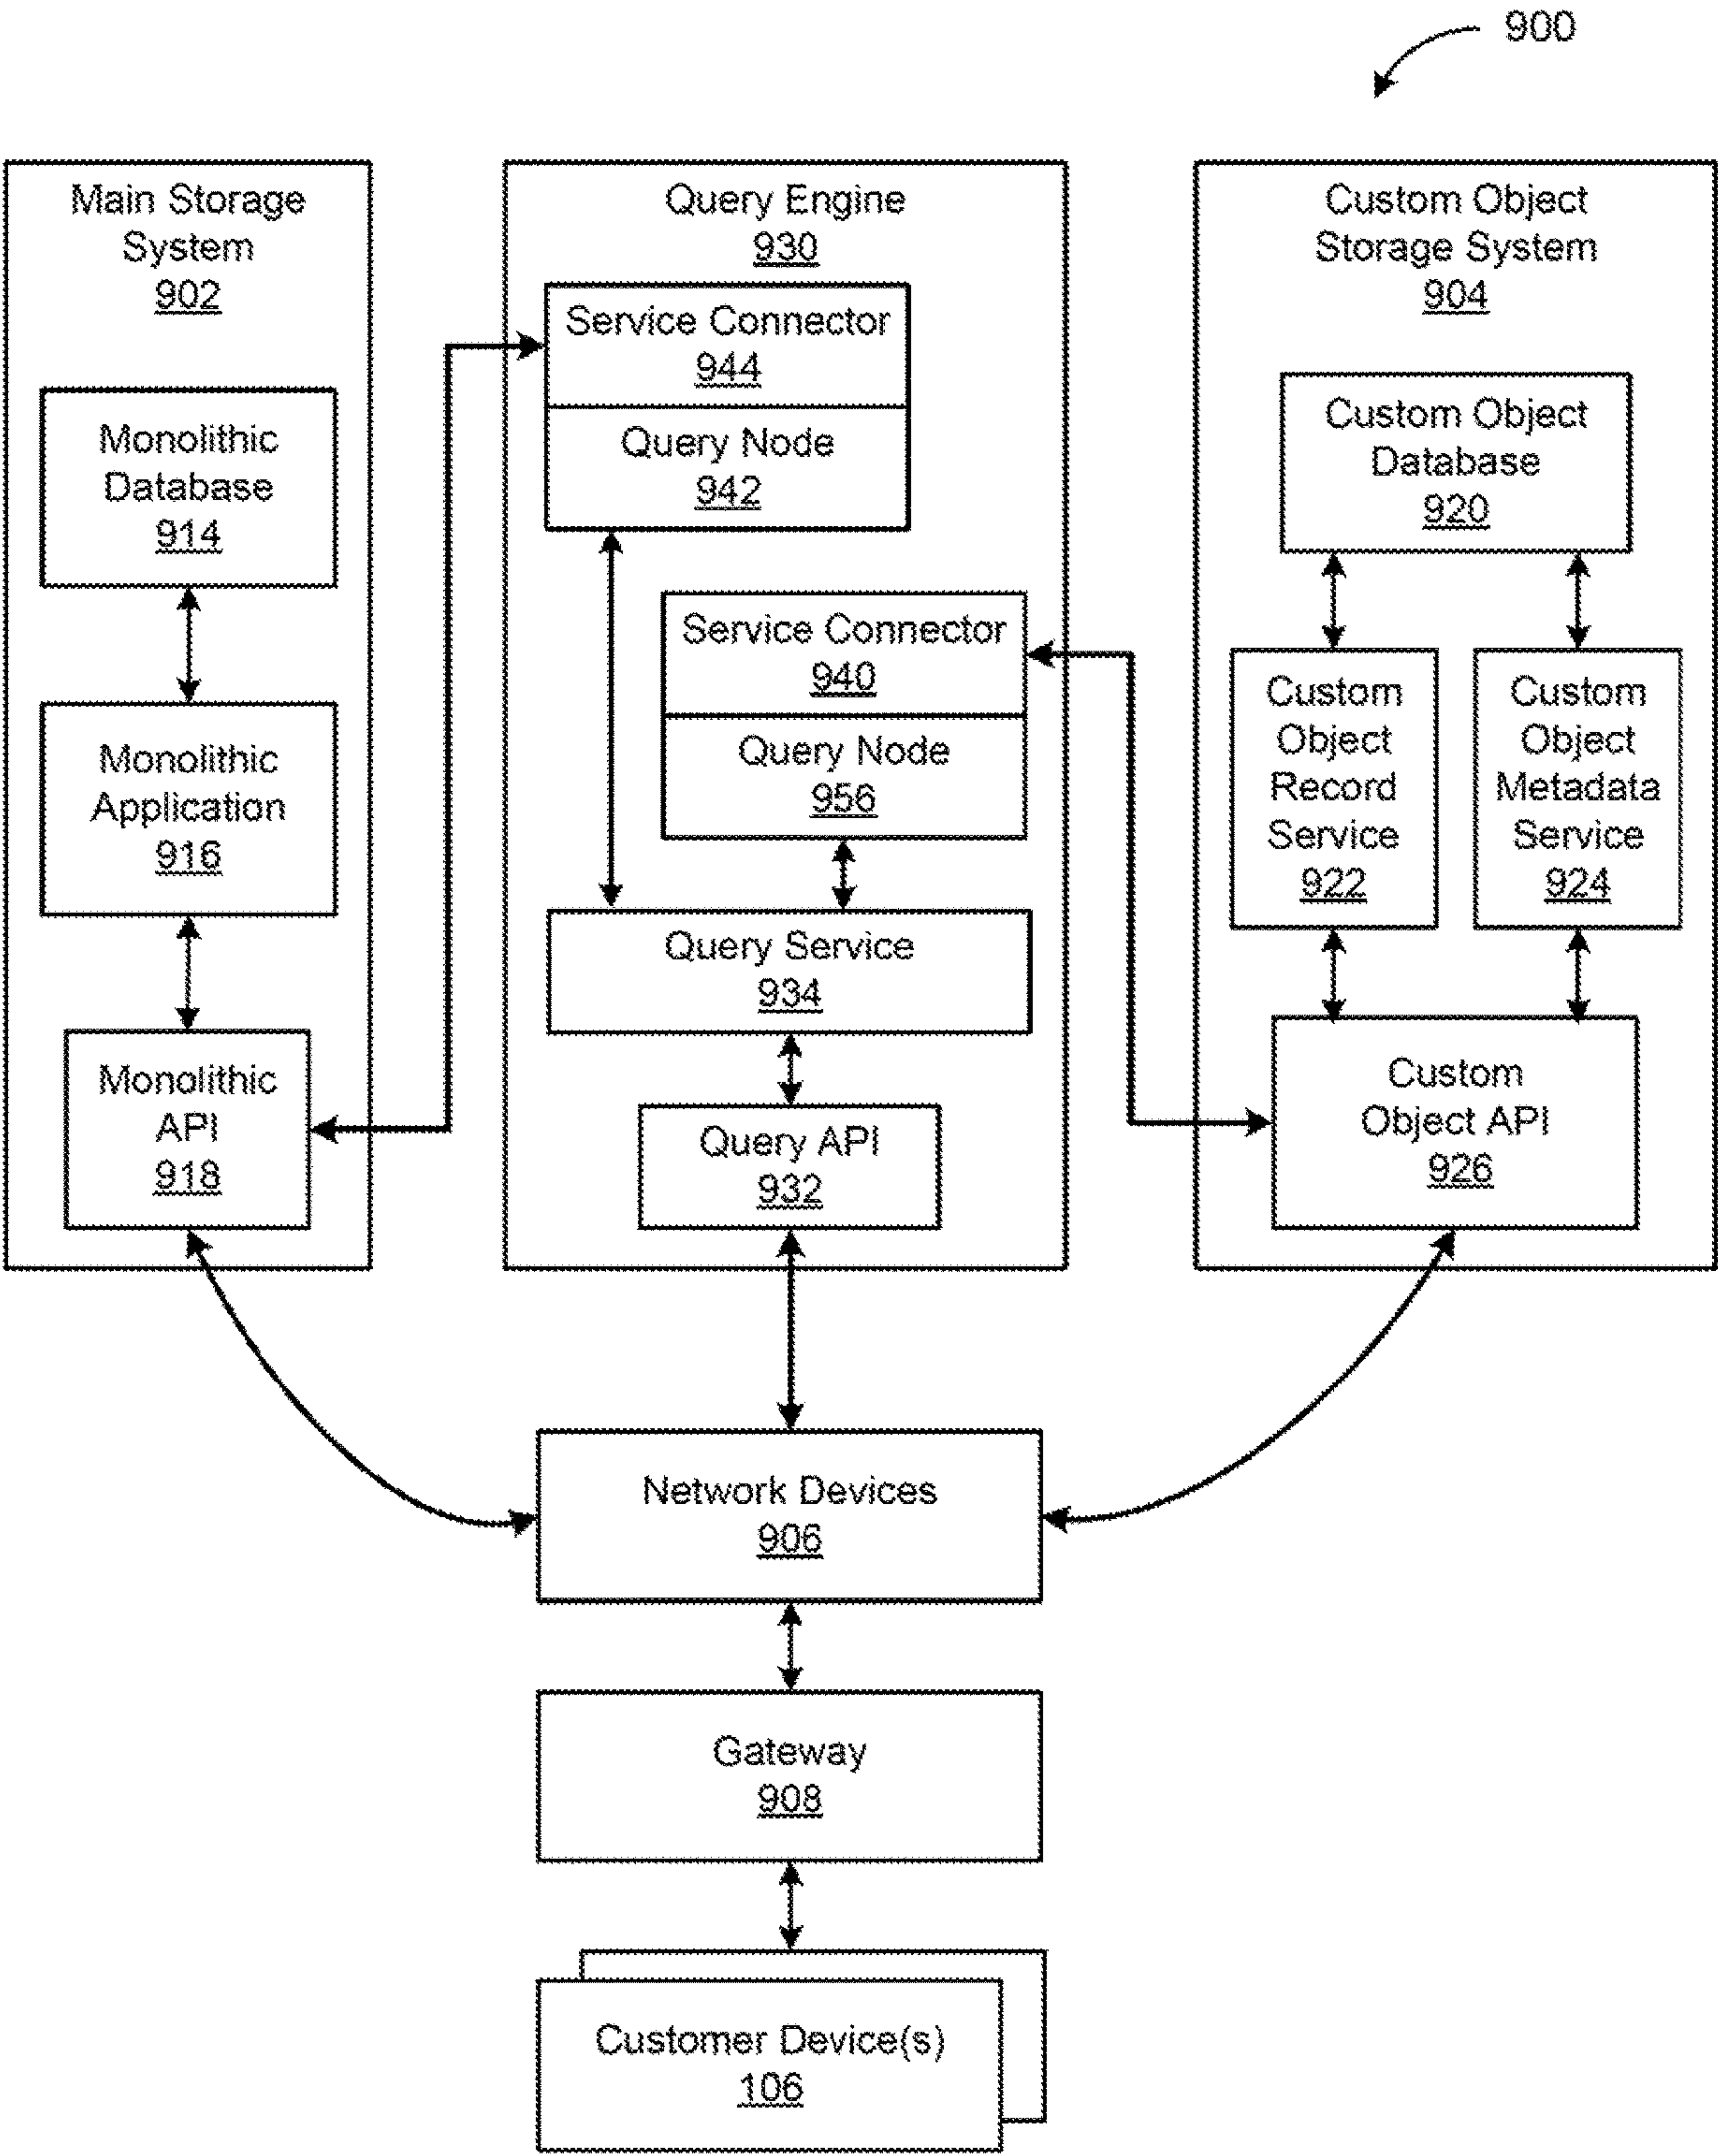 900
Main Storage
System
902
Monolithic
Database
914
Monolithic
Application
916
Monolithic
API
918
Query Engine
930
Service Connector
944
Query Node
942
Service Connector
940
Query Node
956
Query Service
934
Query API
932
Custom Object
Storage System
904
Custom Object
Database
920
Custom
Object
Record
Service
922
Custom
Object
Metadata
Service
924
Custom
Object API
926
Network Devices
906
Gateway
908
Customer Device(s)
106